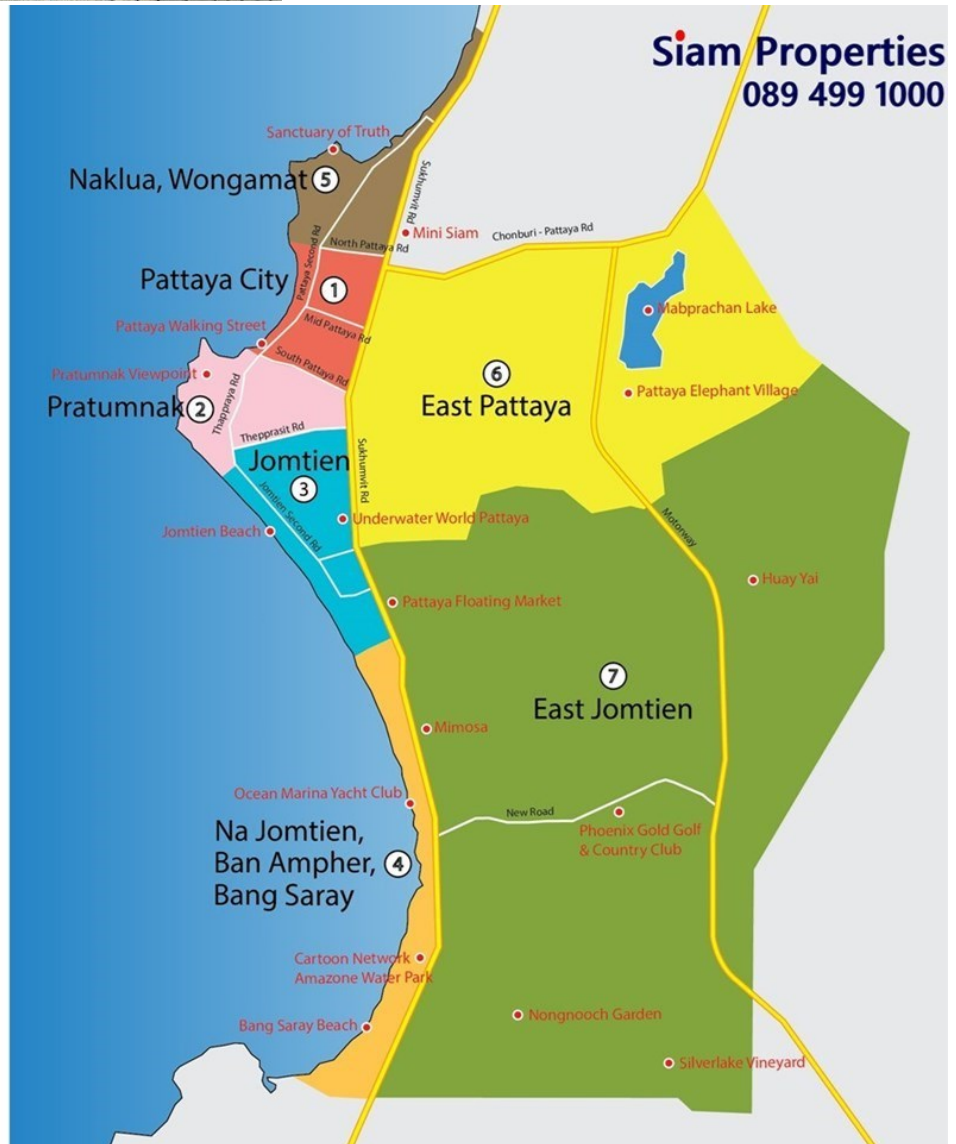 Siam Properties
089 499 1000
Sanctuary of Truth
Naklua, Wongamat 5
Sukhumvit Rd
Mini Siam
Chonburi - Pattaya Rd
North Pattaya Rd
Pattaya Second Rd
Pattaya City
1
Mabprachan Lake
Mid Pattaya Rd
Pattaya Walking Street
South Pattaya Rd
Pratumnak Viewpoint
6
East Pattaya
Pattaya Elephant Village
Pratumnak 2
Thappraya Rd
Thepprasit Rd
Jomtien
3
Sukhumvit Rd
Jomtien Second Rd
Underwater World Pattaya
Jomtien Beach
Motorway
Huay Yai
Pattaya Floating Market
7
East Jomtien
Mimosa
Ocean Marina Yacht Club
New Road
Phoenix Gold Golf
& Country Club
Na Jomtien,
Ban Ampher, 4
Bang Saray
Cartoon Network
Amazone Water Park
Bang Saray Beach
Nongnooch Garden
Silverlake Vineyard